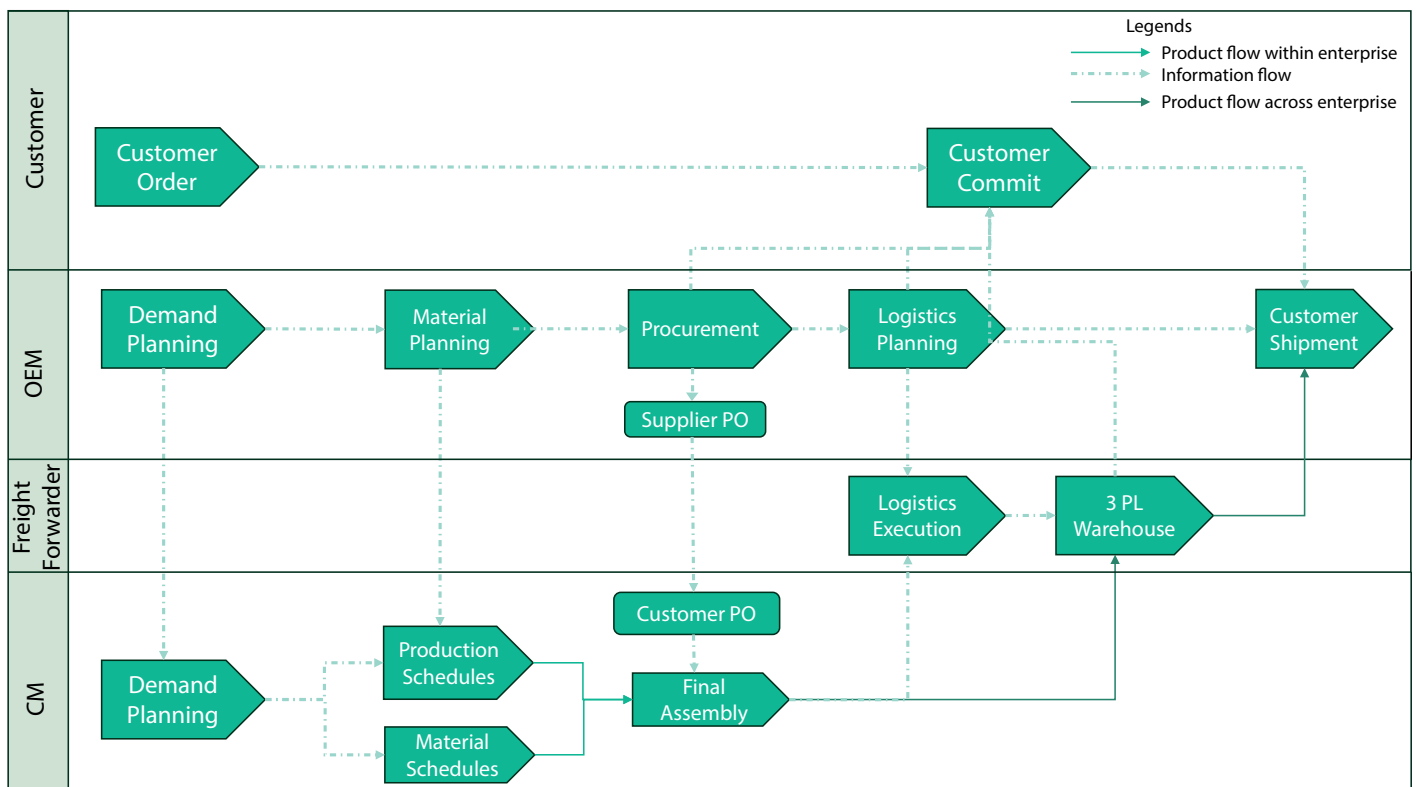 Legends
Product flow within enterprise
Information flow
Product flow across enterprise
Customer
Customer
Order
Customer
Commit
OEM
Demand
Planning
Material
Planning
Procurement
Logistics
Planning
Customer
Shipment
Supplier PO
Freight
Forwarder
Logistics
Execution
3 PL
Warehouse
CM
Customer PO
Production
Schedules
Demand
Planning
Final
Assembly
Material
Schedules